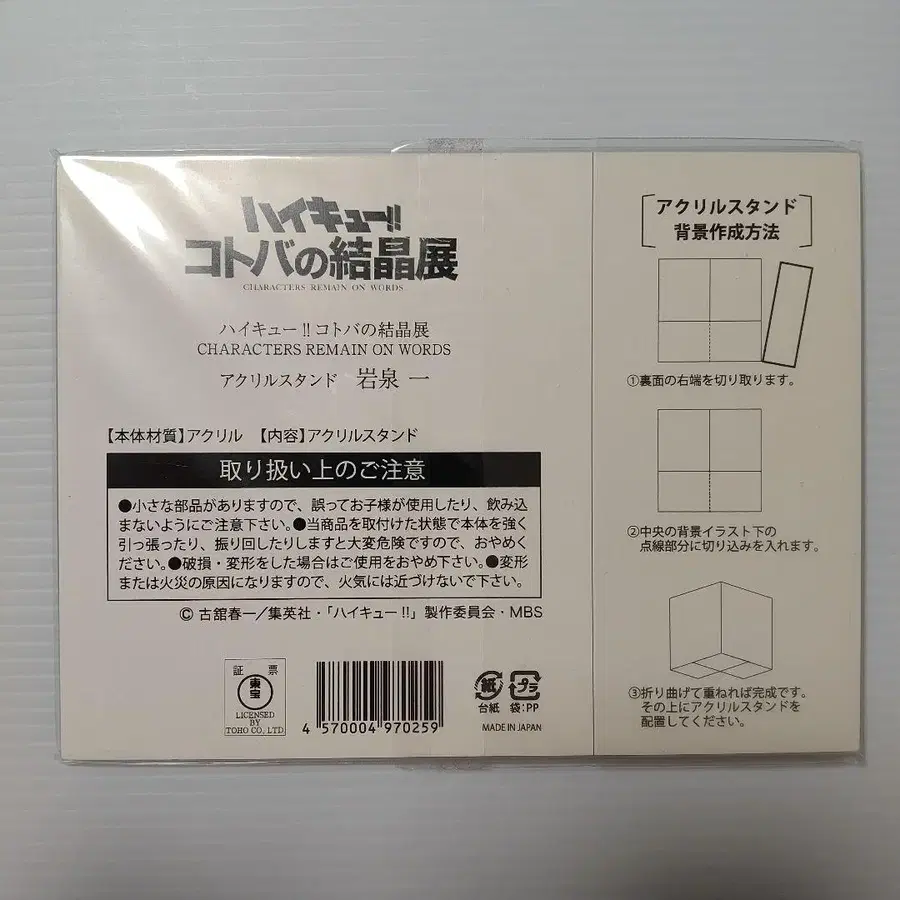 ハイキュー!!
コトバの結晶展
CHARACTERS REMAIN ON WORDS
ハイキュー!!コトバの結晶展
CHARACTERS REMAIN ON WORDS
アクリルスタンド 岩泉 一
【本体材質】アクリル 【内容】アクリルスタンド
取り扱い上のご注意
●小さな部品がありますので、誤ってお子様が使用したり、飲み込
まないようにご注意下さい。●当商品を取付けた状態で本体を強く
引っ張ったり、振り回したりしますと大変危険ですので、おやめく
ださい。●破損・変形をした場合はご使用をおやめ下さい。●変形
または火災の原因になりますので、火気には近づけないで下さい。
© 古舘春一/集英社・「ハイキュー!!」製作委員会・MBS
証 票
東宝
LICENSED
BY
TOHO CO., LTD.
4 570004 970259
紙
台紙
プラ
袋:PP
MADE IN JAPAN
アクリルスタンド
背景作成方法
①裏面の右端を切り取ります。
②中央の背景イラスト下の
点線部分に切り込みを入れます。
③折り曲げて重ねれば完成です。
その上にアクリルスタンドを
配置してください。